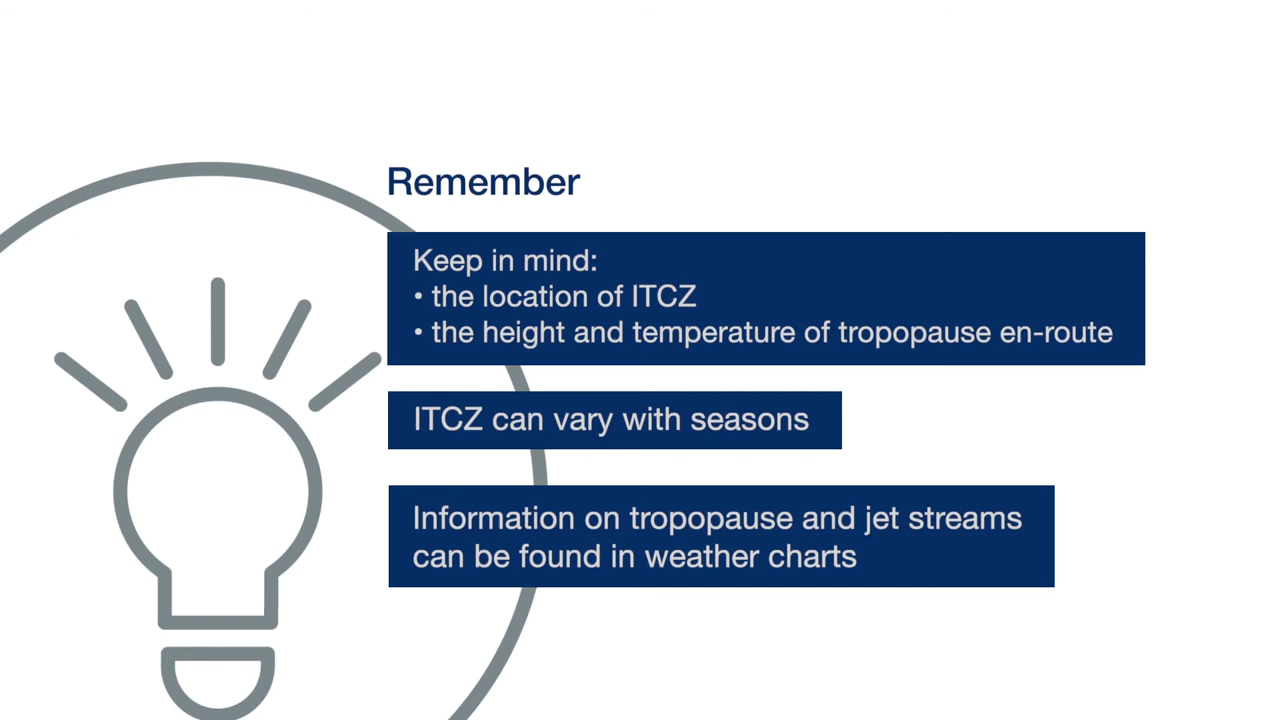 Remember
Keep in mind:
• the location of ITCZ
• the height and temperature of tropopause en-route
ITCZ can vary with seasons
Information on tropopause and jet streams
can be found in weather charts